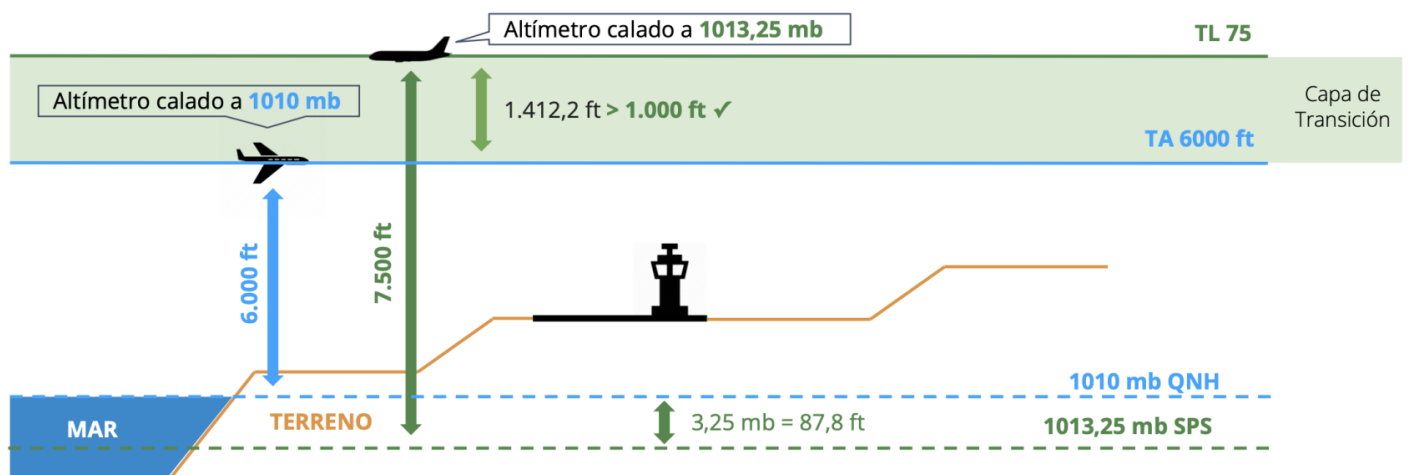 Altímetro calado a 1013,25 mb
TL 75
Altímetro calado a 1010 mb
1.412,2 ft > 1.000 ft ✓
Capa de
Transición
TA 6000 ft
6.000 ft
7.500 ft
1010 mb QNH
MAR
TERRENO
3,25 mb = 87,8 ft
1013,25 mb SPS